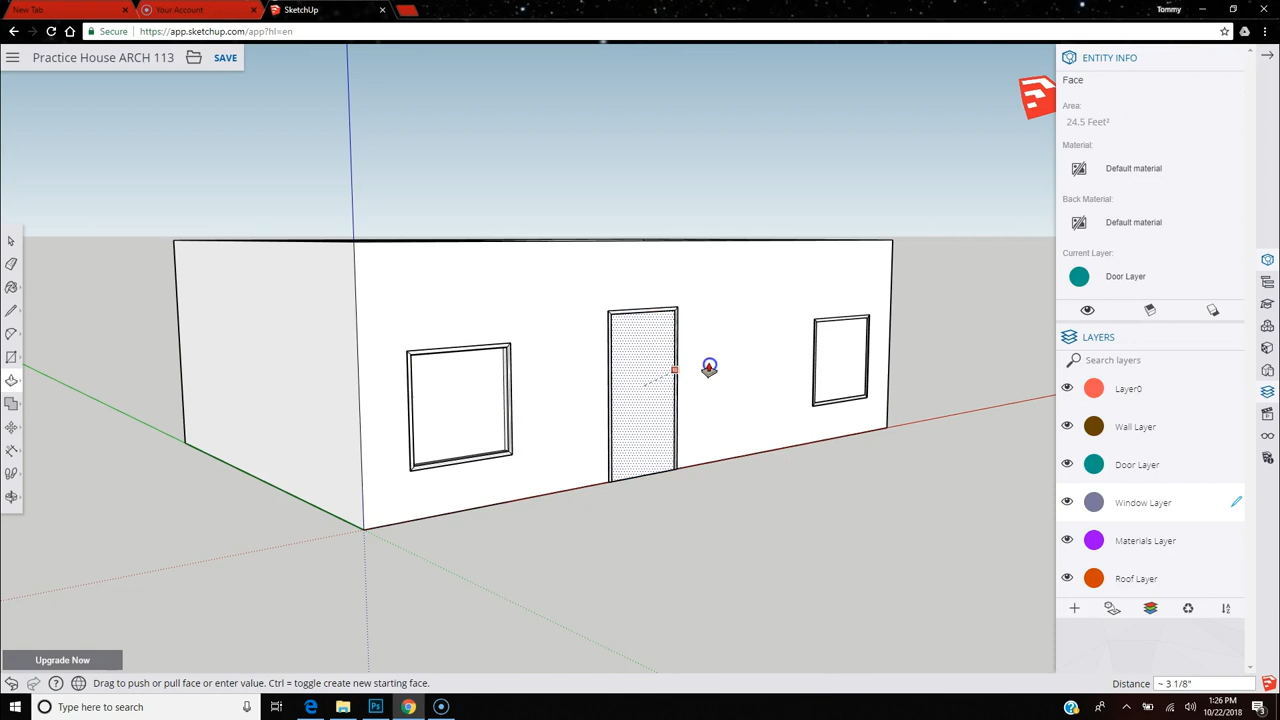 New Tab
Your Account
SketchUp
Tommy
Secure
https://app.sketchup.com/app?hl=en
Practice House ARCH 113
SAVE
ENTITY INFO
Face
Area:
24.5 Feet²
Material:
Default material
Back Material:
Default material
Current Layer:
Door Layer
LAYERS
Search layers
Layer0
Wall Layer
Door Layer
Window Layer
Materials Layer
Roof Layer
Upgrade Now
Drag to push or pull face or enter value. Ctrl = toggle create new starting face.
Distance
~ 3 1/8"
Type here to search
1:26 PM
10/22/2018